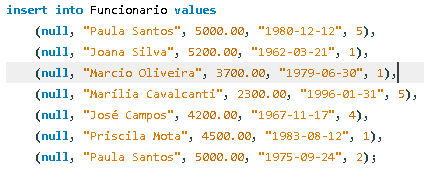 insert into Funcionario values
(null, "Paula Santos", 5000.00, "1980-12-12", 5),
(null, "Joana Silva", 5200.00, "1962-03-21", 1),
(null, "Marcio Oliveira", 3700.00, "1979-06-30", 1),
(null, "Marília Cavalcanti", 2300.00, "1996-01-31", 5),
(null, "José Campos", 4200.00, "1967-11-17", 4),
(null, "Priscila Mota", 4500.00, "1983-08-12", 1),
(null, "Paula Santos", 5000.00, "1975-09-24", 2);